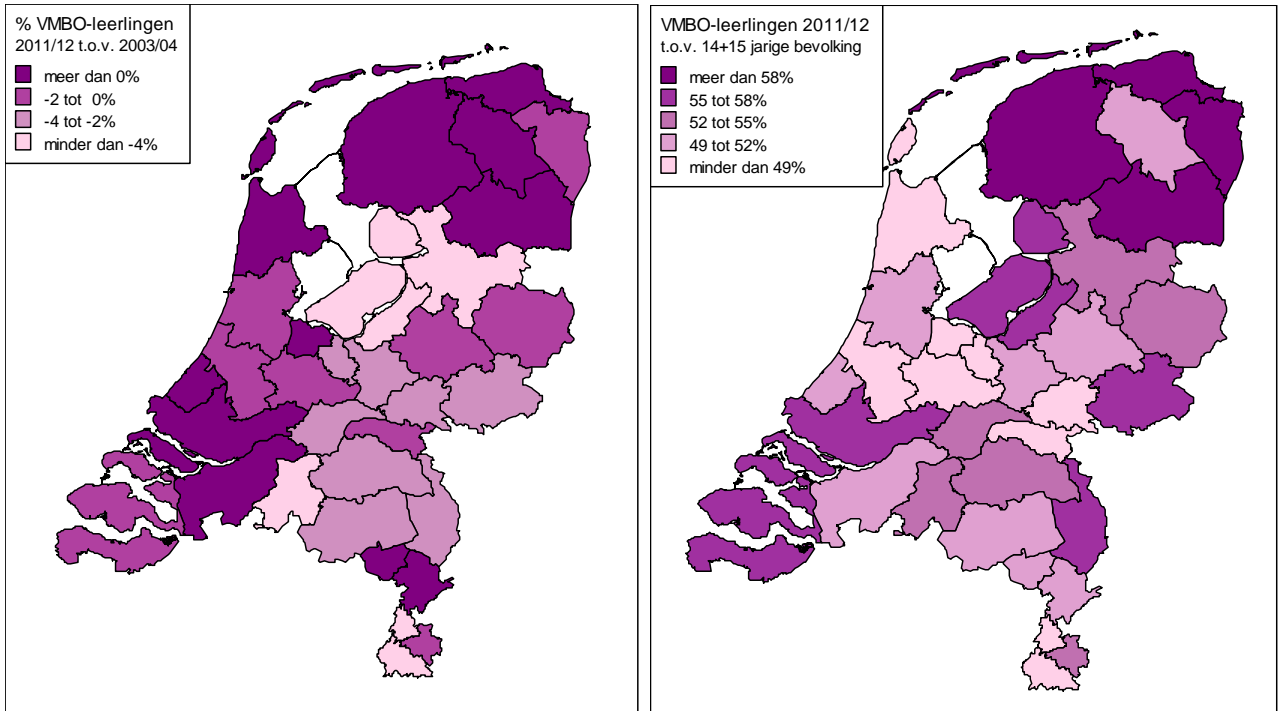 % VMBO-leerlingen
2011/12 t.o.v. 2003/04
meer dan 0%
-2 tot 0%
-4 tot -2%
minder dan -4%
VMBO-leerlingen 2011/12
t.o.v. 14+15 jarige bevolking
meer dan 58%
55 tot 58%
52 tot 55%
49 tot 52%
minder dan 49%